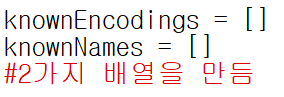 knownEncodings = []
knownNames = []
#2가지 배열을 만듬